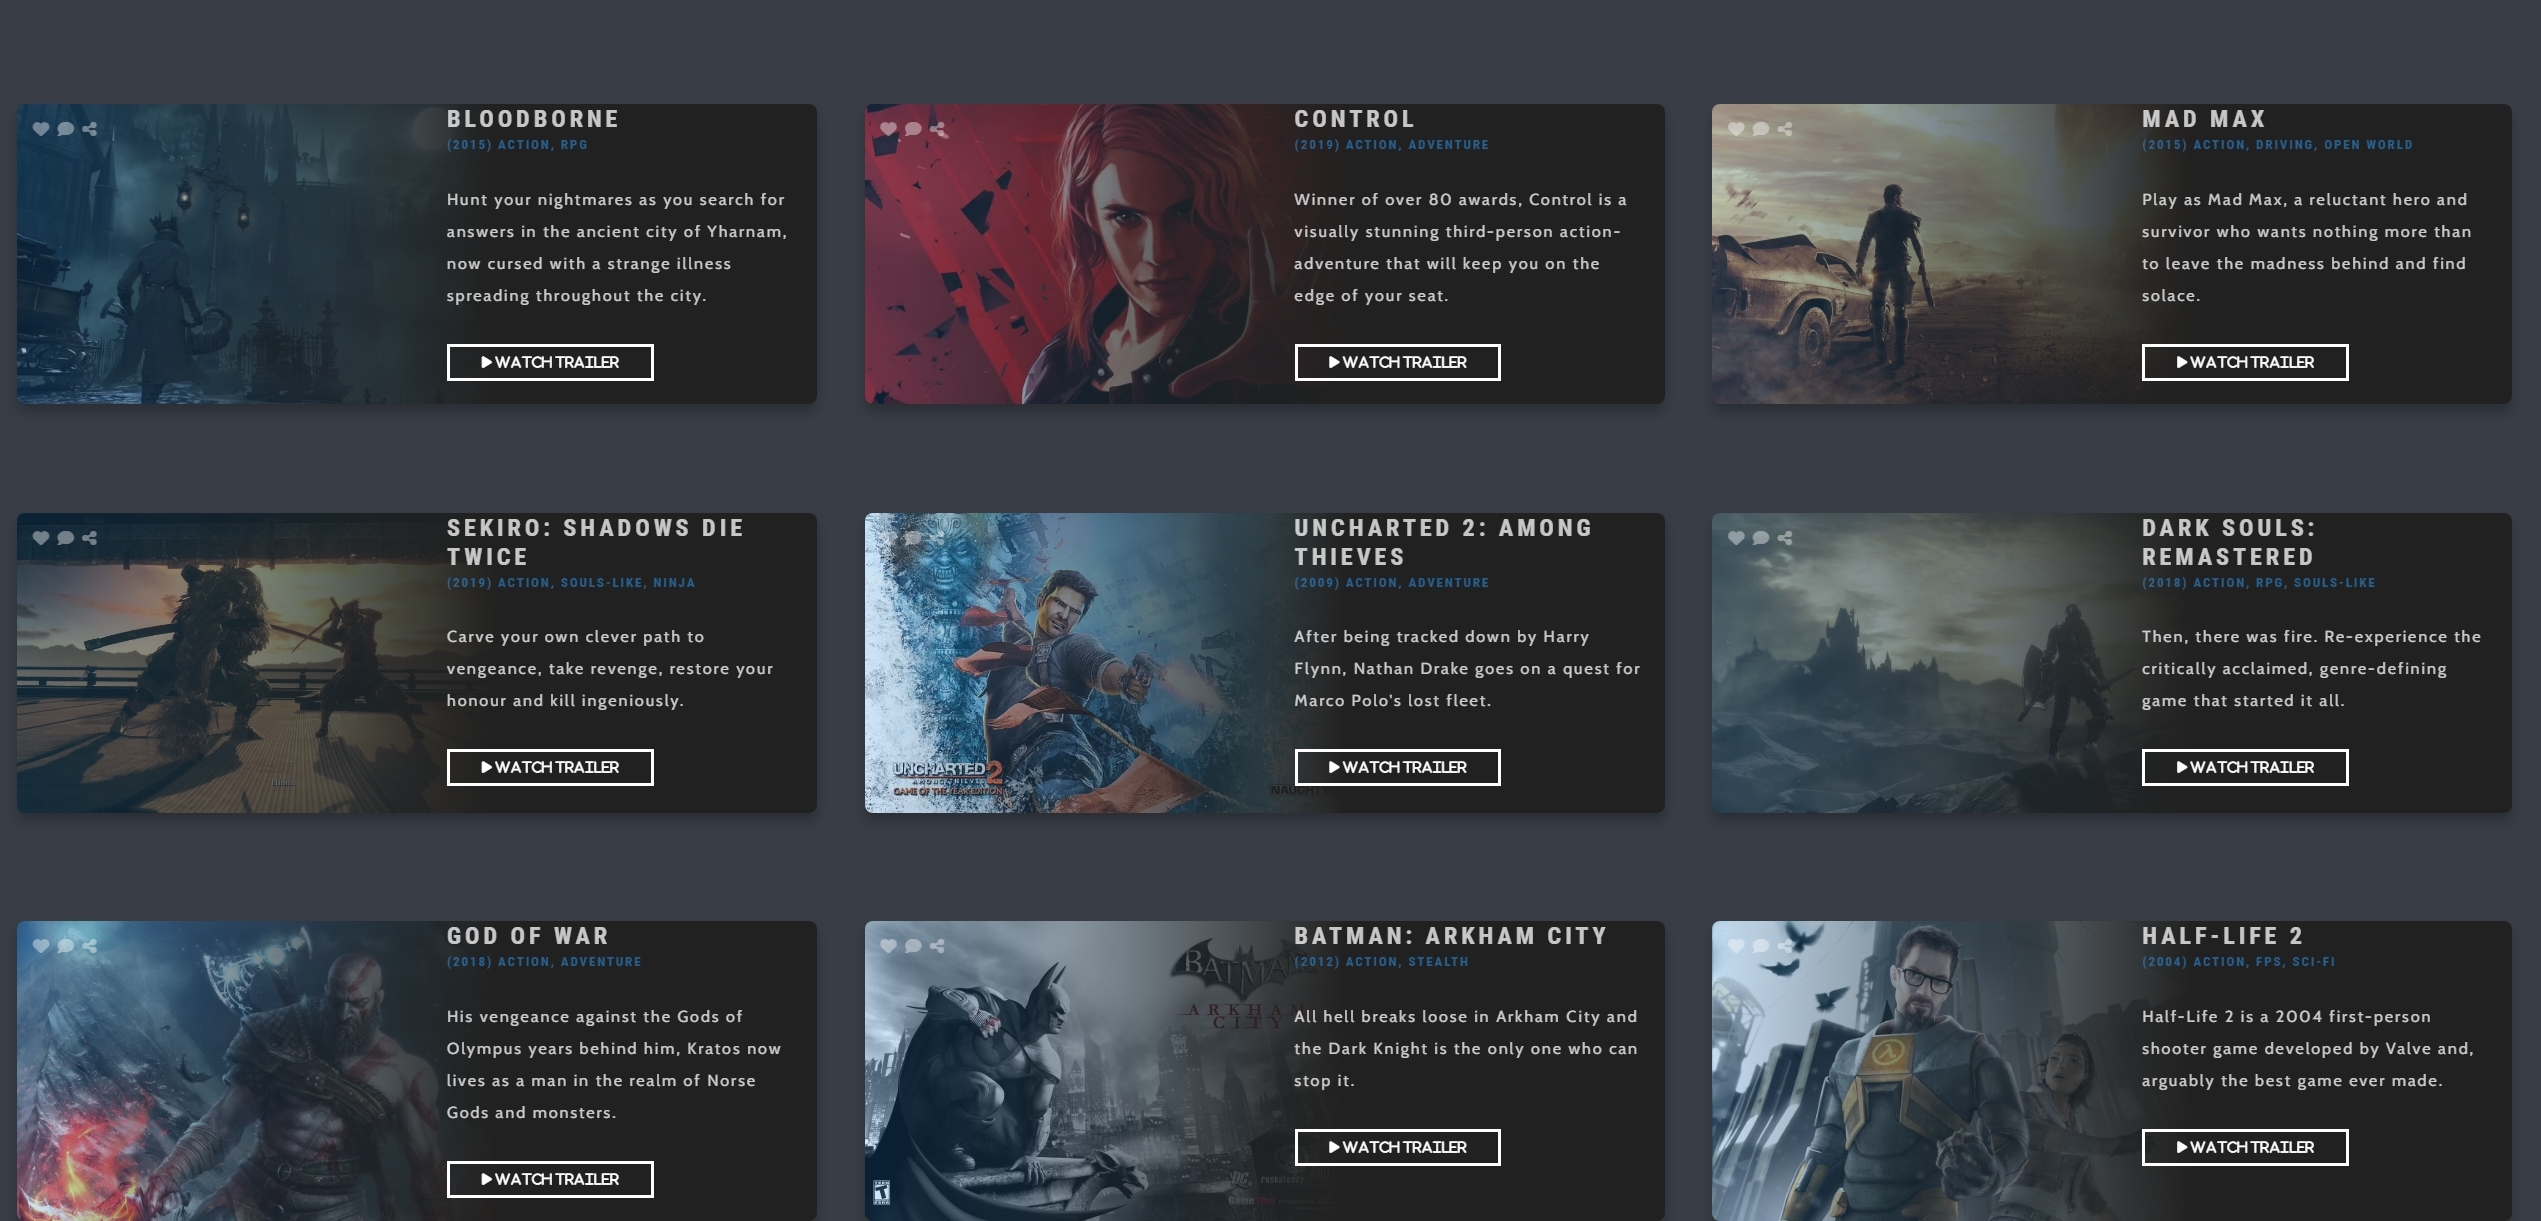 BLOODBORNE
(2015) ACTION, RPG
Hunt your nightmares as you search for
answers in the ancient city of Yharnam,
now cursed with a strange illness
spreading throughout the city.
WATCH TRAILER
CONTROL
(2019) ACTION, ADVENTURE
Winner of over 80 awards, Control is a
visually stunning third-person action-
adventure that will keep you on the
edge of your seat.
WATCH TRAILER
MAD MAX
(2015) ACTION, DRIVING, OPEN WORLD
Play as Mad Max, a reluctant hero and
survivor who wants nothing more than
to leave the madness behind and find
solace.
WATCH TRAILER
SEKIRO: SHADOWS DIE
TWICE
(2019) ACTION, SOULS-LIKE, NINJA
Carve your own clever path to
vengeance, take revenge, restore your
honour and kill ingeniously.
WATCH TRAILER
UNCHARTED 2
AMONG THIEVES
GAME OF THE YEAR EDITION
UNCHARTED 2: AMONG
THIEVES
(2009) ACTION, ADVENTURE
After being tracked down by Harry
Flynn, Nathan Drake goes on a quest for
Marco Polo's lost fleet.
WATCH TRAILER
DARK SOULS:
REMASTERED
(2018) ACTION, RPG, SOULS-LIKE
Then, there was fire. Re-experience the
critically acclaimed, genre-defining
game that started it all.
WATCH TRAILER
GOD OF WAR
(2018) ACTION, ADVENTURE
His vengeance against the Gods of
Olympus years behind him, Kratos now
lives as a man in the realm of Norse
Gods and monsters.
WATCH TRAILER
BATMAN
ARKHAM
CITY
BATMAN: ARKHAM CITY
(2012) ACTION, STEALTH
All hell breaks loose in Arkham City and
the Dark Knight is the only one who can
stop it.
WATCH TRAILER
HALF-LIFE 2
(2004) ACTION, FPS, SCI-FI
Half-Life 2 is a 2004 first-person
shooter game developed by Valve and,
arguably the best game ever made.
WATCH TRAILER